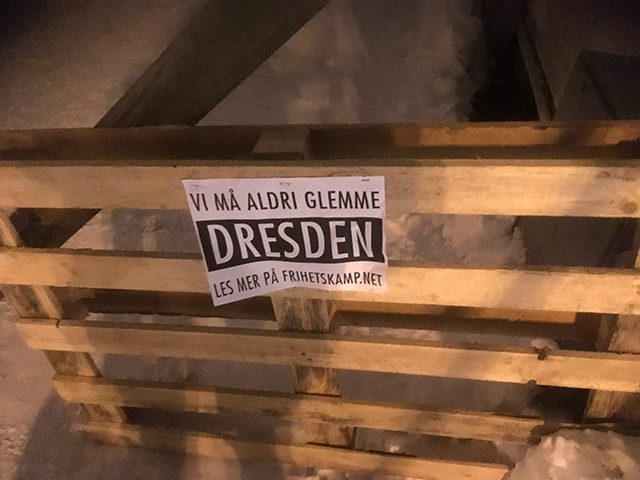 VI MÅ ALDRI GLEMME
DRESDEN
LES MER PÅ FRIHETSKAMP.NET